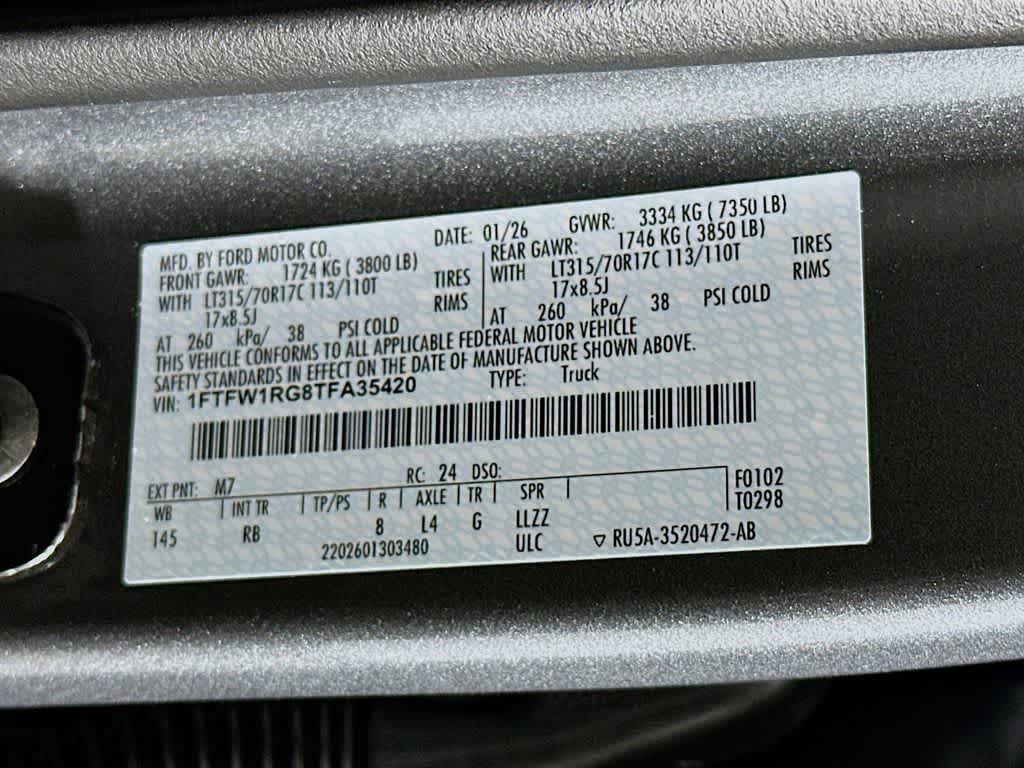 MFD. BY FORD MOTOR CO. DATE: 01/26 GVWR: 3334 KG ( 7350 LB)
FRONT GAWR: 1724 KG ( 3800 LB) REAR GAWR: 1746 KG ( 3850 LB)
WITH LT315/70R17C 113/110T TIRES WITH LT315/70R17C 113/110T TIRES
17x8.5J RIMS 17x8.5J RIMS
AT 260 kPa/ 38 PSI COLD AT 260 kPa/ 38 PSI COLD
THIS VEHICLE CONFORMS TO ALL APPLICABLE FEDERAL MOTOR VEHICLE
SAFETY STANDARDS IN EFFECT ON THE DATE OF MANUFACTURE SHOWN ABOVE.
VIN: 1FTFW1RG8TFA35420 TYPE: Truck
EXT PNT: M7 RC: 24 DSO:
WB INT TR TP/PS R AXLE TR SPR F0102
145 RB 8 L4 G LLZZ T0298
2202601303480 ULC ▽ RU5A-3520472-AB